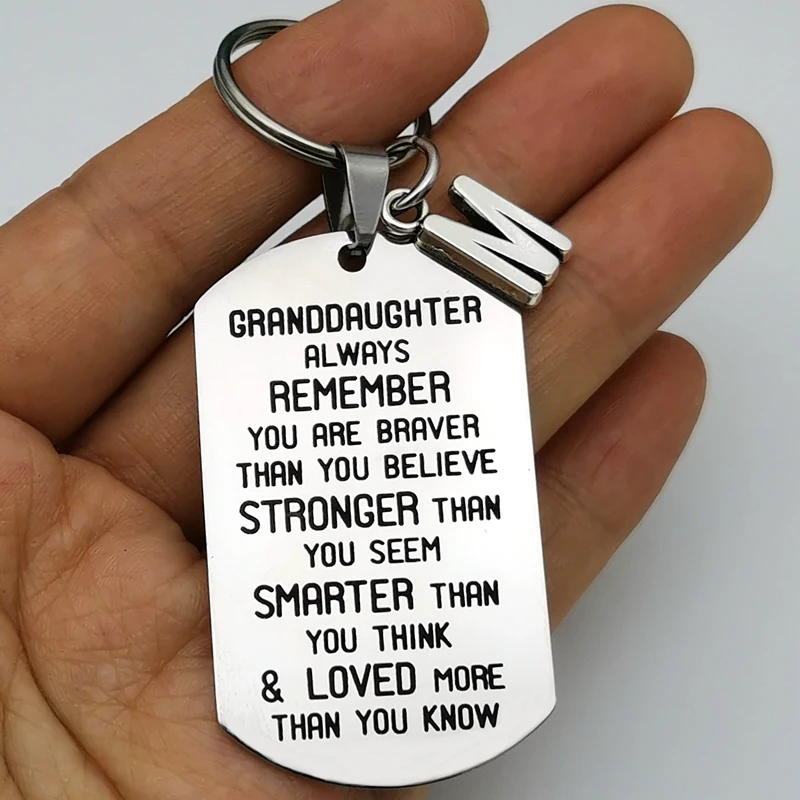 M
GRANDDAUGHTER
ALWAYS
REMEMBER
YOU ARE BRAVER
THAN YOU BELIEVE
STRONGER THAN
YOU SEEM
SMARTER THAN
YOU THINK
& LOVED MORE
THAN YOU KNOW